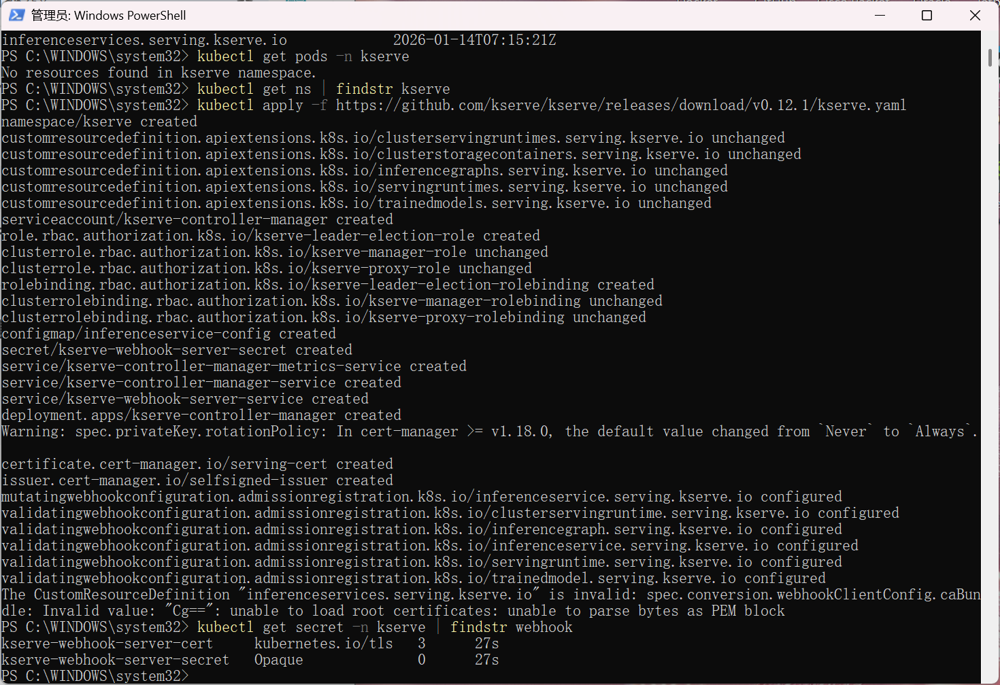 管理员: Windows PowerShell
inferenceservices.serving.kserve.io             2026-01-14T07:15:21Z
PS C:\WINDOWS\system32> kubectl get pods -n kserve
No resources found in kserve namespace.
PS C:\WINDOWS\system32> kubectl get ns | findstr kserve
PS C:\WINDOWS\system32> kubectl apply -f https://github.com/kserve/kserve/releases/download/v0.12.1/kserve.yaml
namespace/kserve created
customresourcedefinition.apiextensions.k8s.io/clusterservingruntimes.serving.kserve.io unchanged
customresourcedefinition.apiextensions.k8s.io/clusterstoragecontainers.serving.kserve.io unchanged
customresourcedefinition.apiextensions.k8s.io/inferencegraphs.serving.kserve.io unchanged
customresourcedefinition.apiextensions.k8s.io/servingruntimes.serving.kserve.io unchanged
customresourcedefinition.apiextensions.k8s.io/trainedmodels.serving.kserve.io unchanged
serviceaccount/kserve-controller-manager created
role.rbac.authorization.k8s.io/kserve-leader-election-role created
clusterrole.rbac.authorization.k8s.io/kserve-manager-role unchanged
clusterrole.rbac.authorization.k8s.io/kserve-proxy-role unchanged
rolebinding.rbac.authorization.k8s.io/kserve-leader-election-rolebinding created
clusterrolebinding.rbac.authorization.k8s.io/kserve-manager-rolebinding unchanged
clusterrolebinding.rbac.authorization.k8s.io/kserve-proxy-rolebinding unchanged
configmap/inferenceservice-config created
secret/kserve-webhook-server-secret created
service/kserve-controller-manager-metrics-service created
service/kserve-controller-manager-service created
service/kserve-webhook-server-service created
deployment.apps/kserve-controller-manager created
Warning: spec.privateKey.rotationPolicy: In cert-manager >= v1.18.0, the default value changed from `Never` to `Always`.
certificate.cert-manager.io/serving-cert created
issuer.cert-manager.io/selfsigned-issuer created
mutatingwebhookconfiguration.admissionregistration.k8s.io/inferenceservice.serving.kserve.io configured
validatingwebhookconfiguration.admissionregistration.k8s.io/clusterservingruntime.serving.kserve.io configured
validatingwebhookconfiguration.admissionregistration.k8s.io/inferencegraph.serving.kserve.io configured
validatingwebhookconfiguration.admissionregistration.k8s.io/inferenceservice.serving.kserve.io configured
validatingwebhookconfiguration.admissionregistration.k8s.io/servingruntime.serving.kserve.io configured
validatingwebhookconfiguration.admissionregistration.k8s.io/trainedmodel.serving.kserve.io configured
The CustomResourceDefinition "inferenceservices.serving.kserve.io" is invalid: spec.conversion.webhookClientConfig.caBun
dle: Invalid value: "Cg==": unable to load root certificates: unable to parse bytes as PEM block
PS C:\WINDOWS\system32> kubectl get secret -n kserve | findstr webhook
kserve-webhook-server-cert     kubernetes.io/tls   3      27s
kserve-webhook-server-secret   Opaque              0      27s
PS C:\WINDOWS\system32>